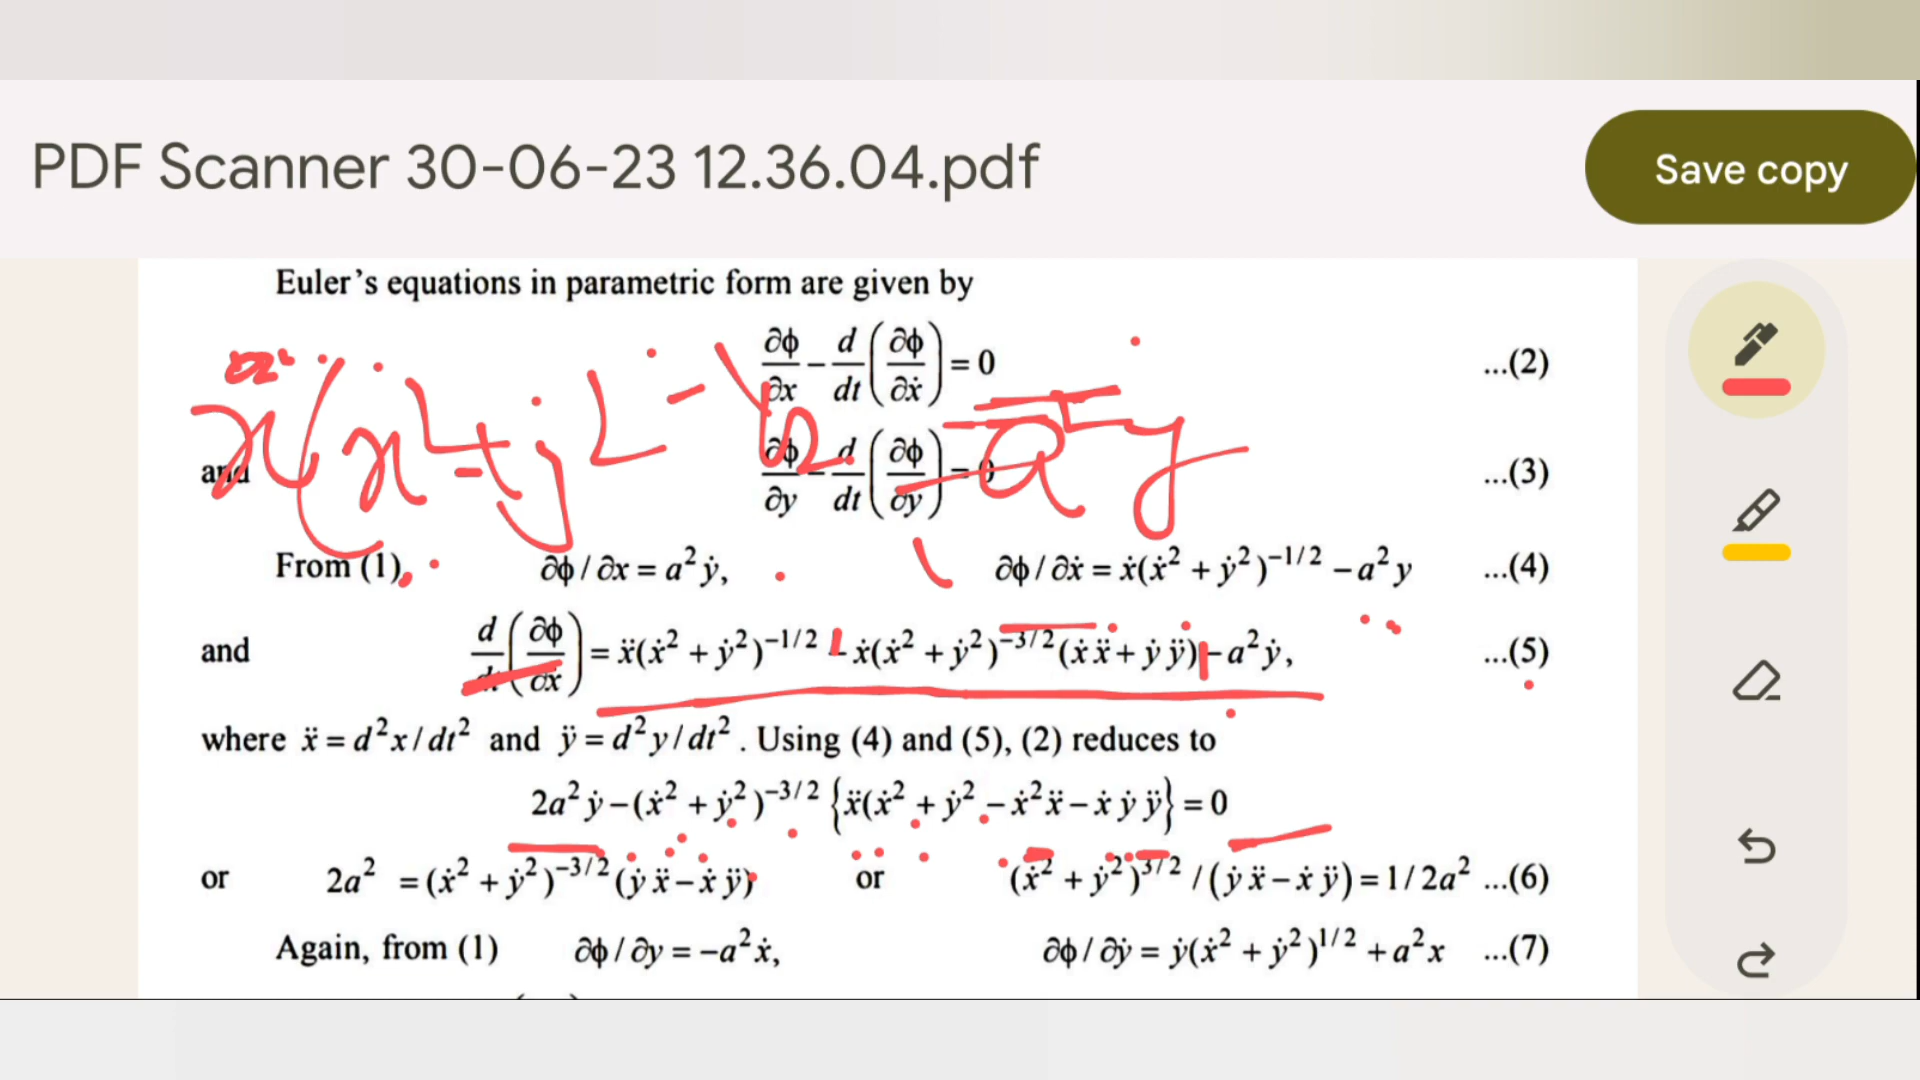 PDF Scanner 30-06-23 12.36.04.pdf
Save copy
Euler's equations in parametric form are given by
∂ϕ/∂x − d/dt (∂ϕ/∂ẋ) = 0 ...(2)
and ∂ϕ/∂y − d/dt (∂ϕ/∂ẏ) = 0 ...(3)
ẋ(ẋ² + ẏ²)^−1/2 − a²y
From (1), ∂ϕ / ∂x = a²ẏ, ∂ϕ / ∂ẋ = ẋ(ẋ² + ẏ²)^−1/2 − a²y ...(4)
and d/dt (∂ϕ/∂ẋ) = ẍ(ẋ² + ẏ²)^−1/2 − ẋ(ẋ² + ẏ²)^−3/2 (ẋẍ + ẏÿ) − a²ẏ, ...(5)
where ẍ = d²x / dt² and ÿ = d²y / dt². Using (4) and (5), (2) reduces to
2a²ẏ − (ẋ² + ẏ²)^−3/2 {ẍ(ẋ² + ẏ² − ẋ²ẍ − ẋẏÿ} = 0
or 2a² = (ẋ² + ẏ²)^−3/2 (ẏẍ − ẋÿ) or (ẋ² + ẏ²)^3/2 / (ẏẍ − ẋÿ) = 1 / 2a² ...(6)
Again, from (1) ∂ϕ / ∂y = −a²ẋ, ∂ϕ / ∂ẏ = ẏ(ẋ² + ẏ²)^1/2 + a²x ...(7)